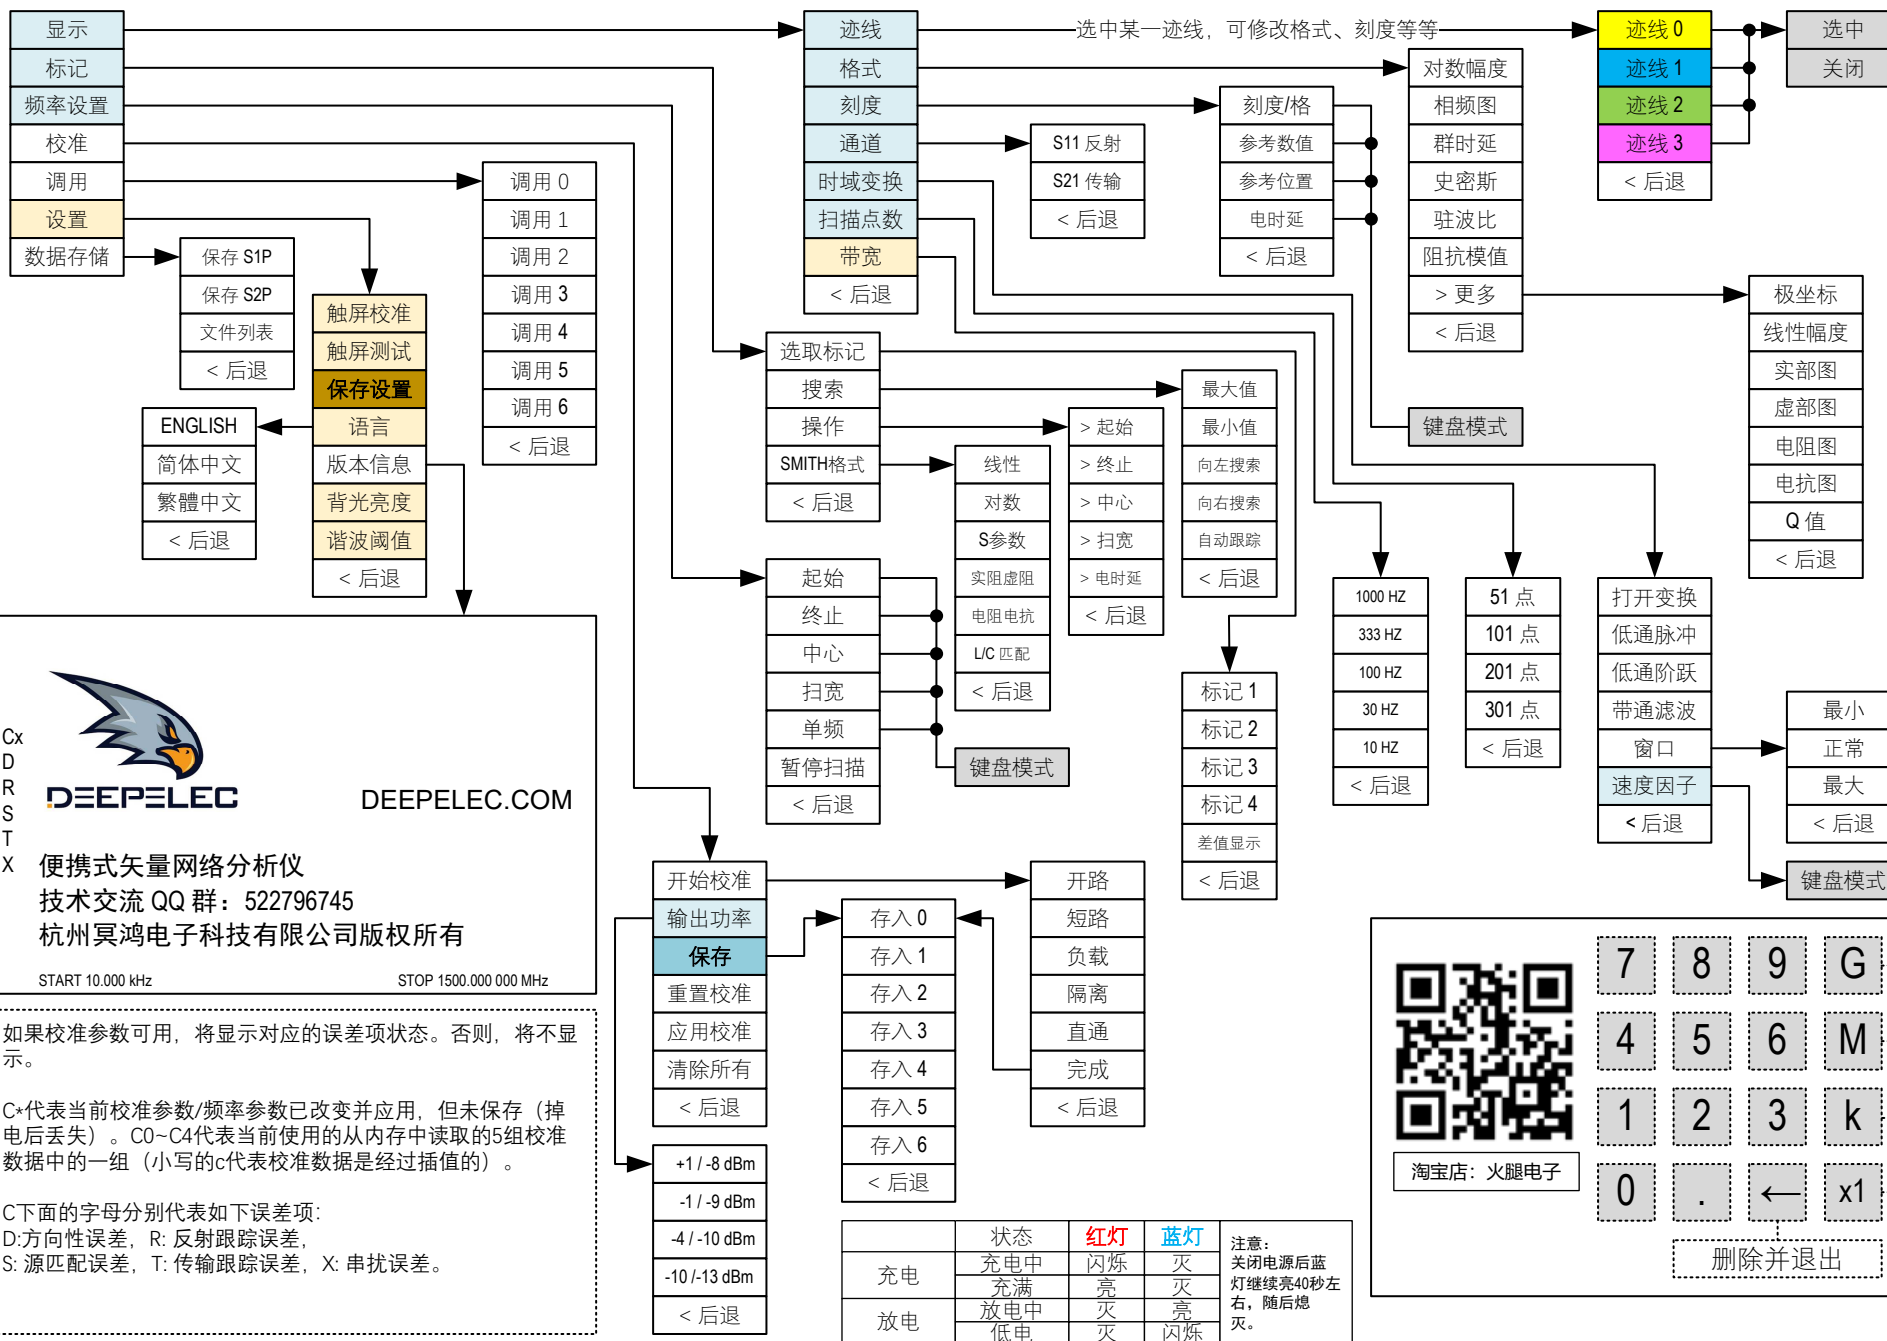 显示
标记
频率设置
校准
调用
设置
数据存储
保存 S1P
保存 S2P
文件列表
< 后退
触屏校准
触屏测试
保存设置
语言
版本信息
背光亮度
谐波阈值
< 后退
ENGLISH
简体中文
繁體中文
< 后退
调用 0
调用 1
调用 2
调用 3
调用 4
调用 5
调用 6
< 后退
迹线
格式
刻度
通道
时域变换
扫描点数
带宽
< 后退
选中某一迹线，可修改格式、刻度等等
迹线 0
迹线 1
迹线 2
迹线 3
< 后退
选中
关闭
对数幅度
相频图
群时延
史密斯
驻波比
阻抗模值
> 更多
< 后退
刻度/格
参考数值
参考位置
电时延
< 后退
S11 反射
S21 传输
< 后退
极坐标
线性幅度
实部图
虚部图
电阻图
电抗图
Q 值
< 后退
键盘模式
选取标记
搜索
操作
SMITH格式
< 后退
最大值
最小值
向左搜索
向右搜索
自动跟踪
< 后退
> 起始
> 终止
> 中心
> 扫宽
> 电时延
< 后退
线性
对数
S参数
实阻虚阻
电阻电抗
L/C 匹配
< 后退
起始
终止
中心
扫宽
单频
暂停扫描
< 后退
键盘模式
标记 1
标记 2
标记 3
标记 4
差值显示
< 后退
1000 HZ
333 HZ
100 HZ
30 HZ
10 HZ
< 后退
51 点
101 点
201 点
301 点
< 后退
打开变换
低通脉冲
低通阶跃
带通滤波
窗口
速度因子
< 后退
最小
正常
最大
< 后退
键盘模式
Cx
D
R
S
T
X
DEEPELEC
DEEPELEC.COM
便携式矢量网络分析仪
技术交流 QQ 群：522796745
杭州冥鸿电子科技有限公司版权所有
START 10.000 kHz
STOP 1500.000 000 MHz
如果校准参数可用，将显示对应的误差项状态。否则，将不显
示。
C*代表当前校准参数/频率参数已改变并应用，但未保存（掉
电后丢失）。C0~C4代表当前使用的从内存中读取的5组校准
数据中的一组（小写的c代表校准数据是经过插值的）。
C下面的字母分别代表如下误差项：
D:方向性误差，R: 反射跟踪误差，
S: 源匹配误差，T: 传输跟踪误差，X: 串扰误差。
开始校准
输出功率
保存
重置校准
应用校准
清除所有
< 后退
+1 / -8 dBm
-1 / -9 dBm
-4 / -10 dBm
-10 /-13 dBm
< 后退
存入 0
存入 1
存入 2
存入 3
存入 4
存入 5
存入 6
< 后退
开路
短路
负载
隔离
直通
完成
< 后退
状态 红灯 蓝灯
充电 充电中 闪烁 灭
充满 亮 灭
放电 放电中 灭 亮
低电 灭 闪烁
注意：
关闭电源后蓝
灯继续亮40秒左
右，随后熄
灭。
淘宝店：火腿电子
7 8 9 G
4 5 6 M
1 2 3 k
0 . ← x1
删除并退出